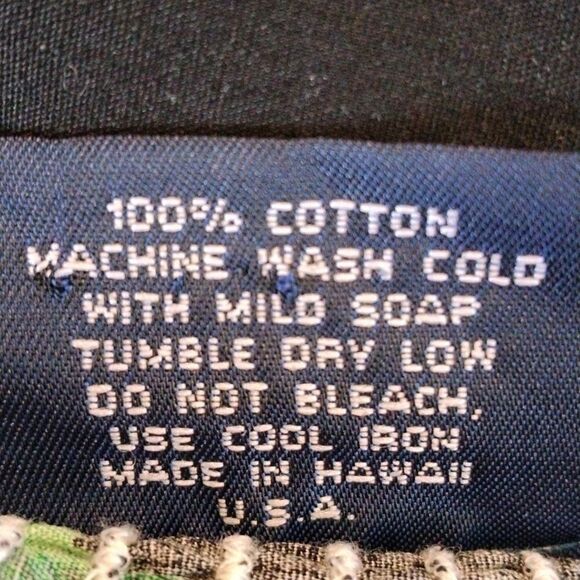 100% COTTON
MACHINE WASH COLD
WITH MILD SOAP
TUMBLE DRY LOW
DO NOT BLEACH,
USE COOL IRON
MADE IN HAWAII
U.S.A.